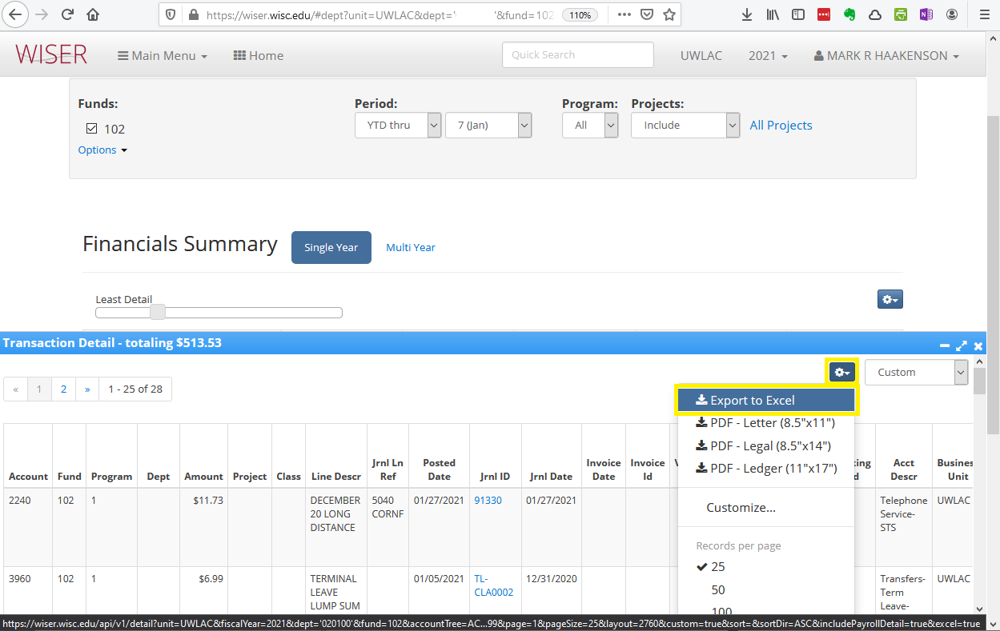 https://wiser.wisc.edu/#dept?unit=UWLAC&dept=' '&fund=102 110%
WISER Main Menu Home Quick Search UWLAC 2021 MARK R HAAKENSON
Funds: Period: Program: Projects:
102 YTD thru 7 (Jan) All Include All Projects
Options
Financials Summary Single Year Multi Year
Least Detail
Transaction Detail - totaling $513.53
« 1 2 » 1 - 25 of 28 Custom
Export to Excel
PDF - Letter (8.5"x11")
PDF - Legal (8.5"x14")
PDF - Ledger (11"x17")
Customize...
Records per page
25
50
100
Account Fund Program Dept Amount Project Class Line Descr Jrnl Ln Ref Posted Date Jrnl ID Jrnl Date Invoice Date Invoice Id Acct Descr Business Unit
2240 102 1 $11.73 DECEMBER 5040 01/27/2021 91330 01/27/2021 Telephone UWLAC
20 LONG CORNF Service-
DISTANCE STS
3960 102 1 $6.99 TERMINAL 01/05/2021 TL- 12/31/2020 Transfers- UWLAC
LEAVE CLA0002 Term
LUMP SUM Leave-
https://wiser.wisc.edu/api/v1/detail?unit=UWLAC&fiscalYear=2021&dept='020100'&fund=102&accountTree=AC...99&page=1&pageSize=25&layout=2760&custom=true&sort=&sortDir=ASC&includePayrollDetail=true&excel=true